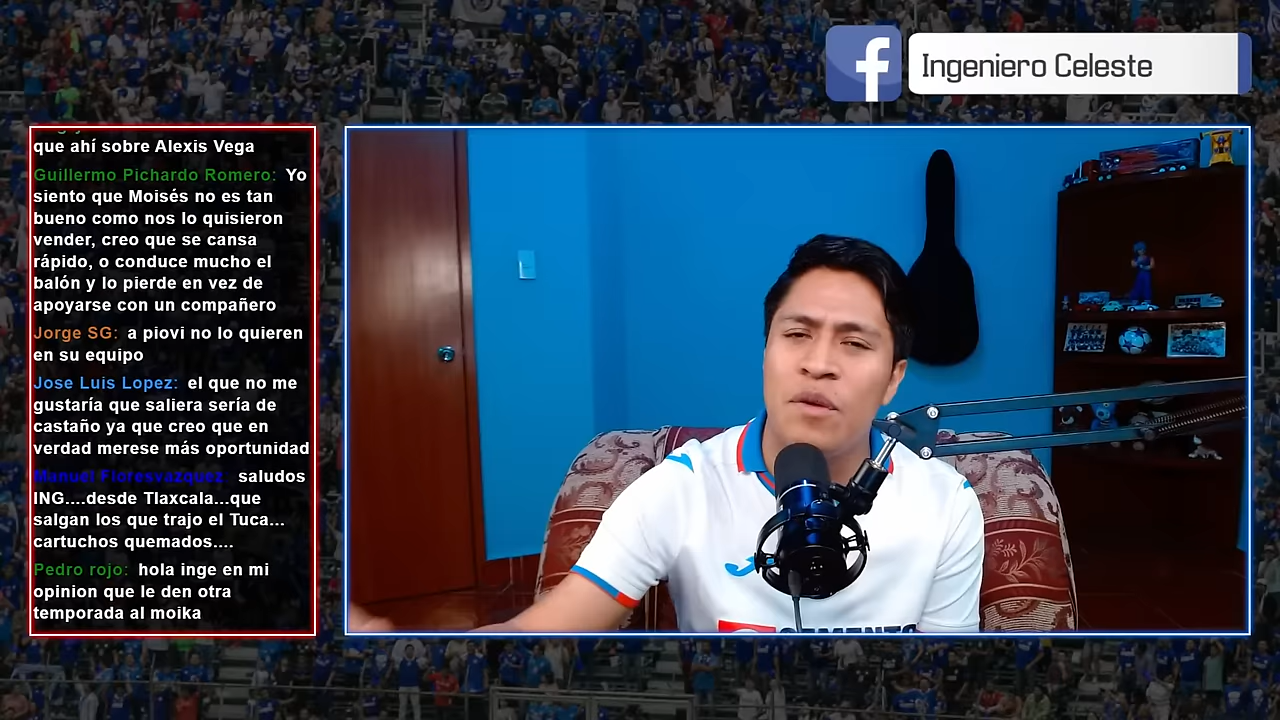 Ingeniero Celeste
que ahí sobre Alexis Vega
Guillermo Pichardo Romero: Yo
siento que Moisés no es tan
bueno como nos lo quisieron
vender, creo que se cansa
rápido, o conduce mucho el
balón y lo pierde en vez de
apoyarse con un compañero
Jorge SG: a piovi no lo quieren
en su equipo
Jose Luis Lopez: el que no me
gustaría que saliera sería de
castaño ya que creo que en
verdad merese más oportunidad
Manuel Floresvazquez: saludos
ING....desde Tlaxcala...que
salgan los que trajo el Tuca...
cartuchos quemados....
Pedro rojo: hola inge en mi
opinion que le den otra
temporada al moika
CEMENTO